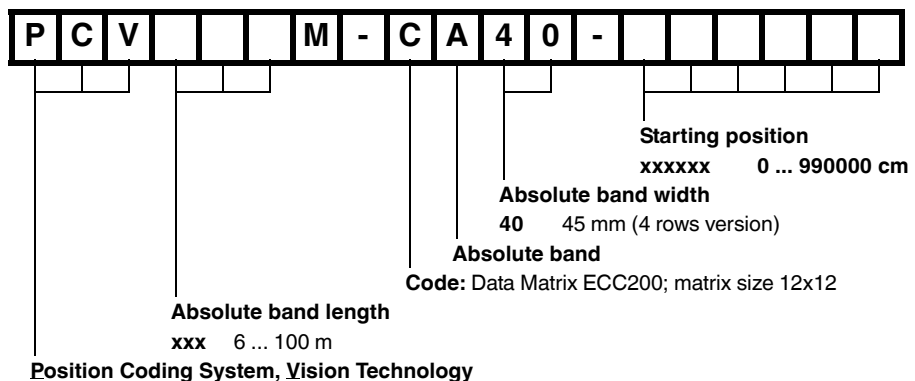 P C V M - C A 4 0 -
Starting position
xxxxxx 0 ... 990000 cm
Absolute band width
40 45 mm (4 rows version)
Absolute band
Code: Data Matrix ECC200; matrix size 12x12
Absolute band length
xxx 6 ... 100 m
Position Coding System, Vision Technology